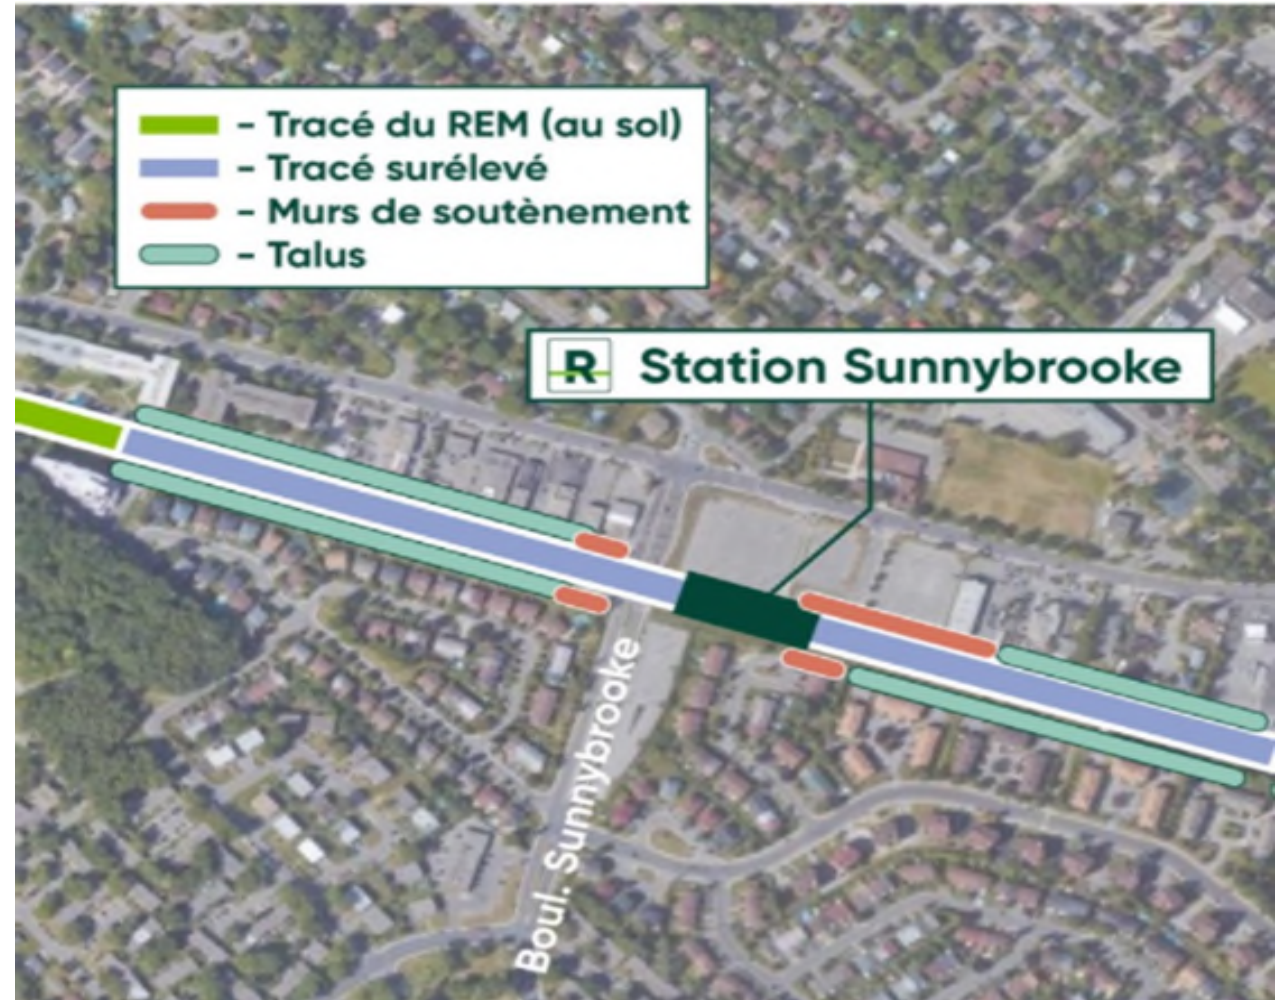 - Tracé du REM (au sol)
- Tracé surélevé
- Murs de soutènement
- Talus
R Station Sunnybrooke
Boul. Sunnybrooke